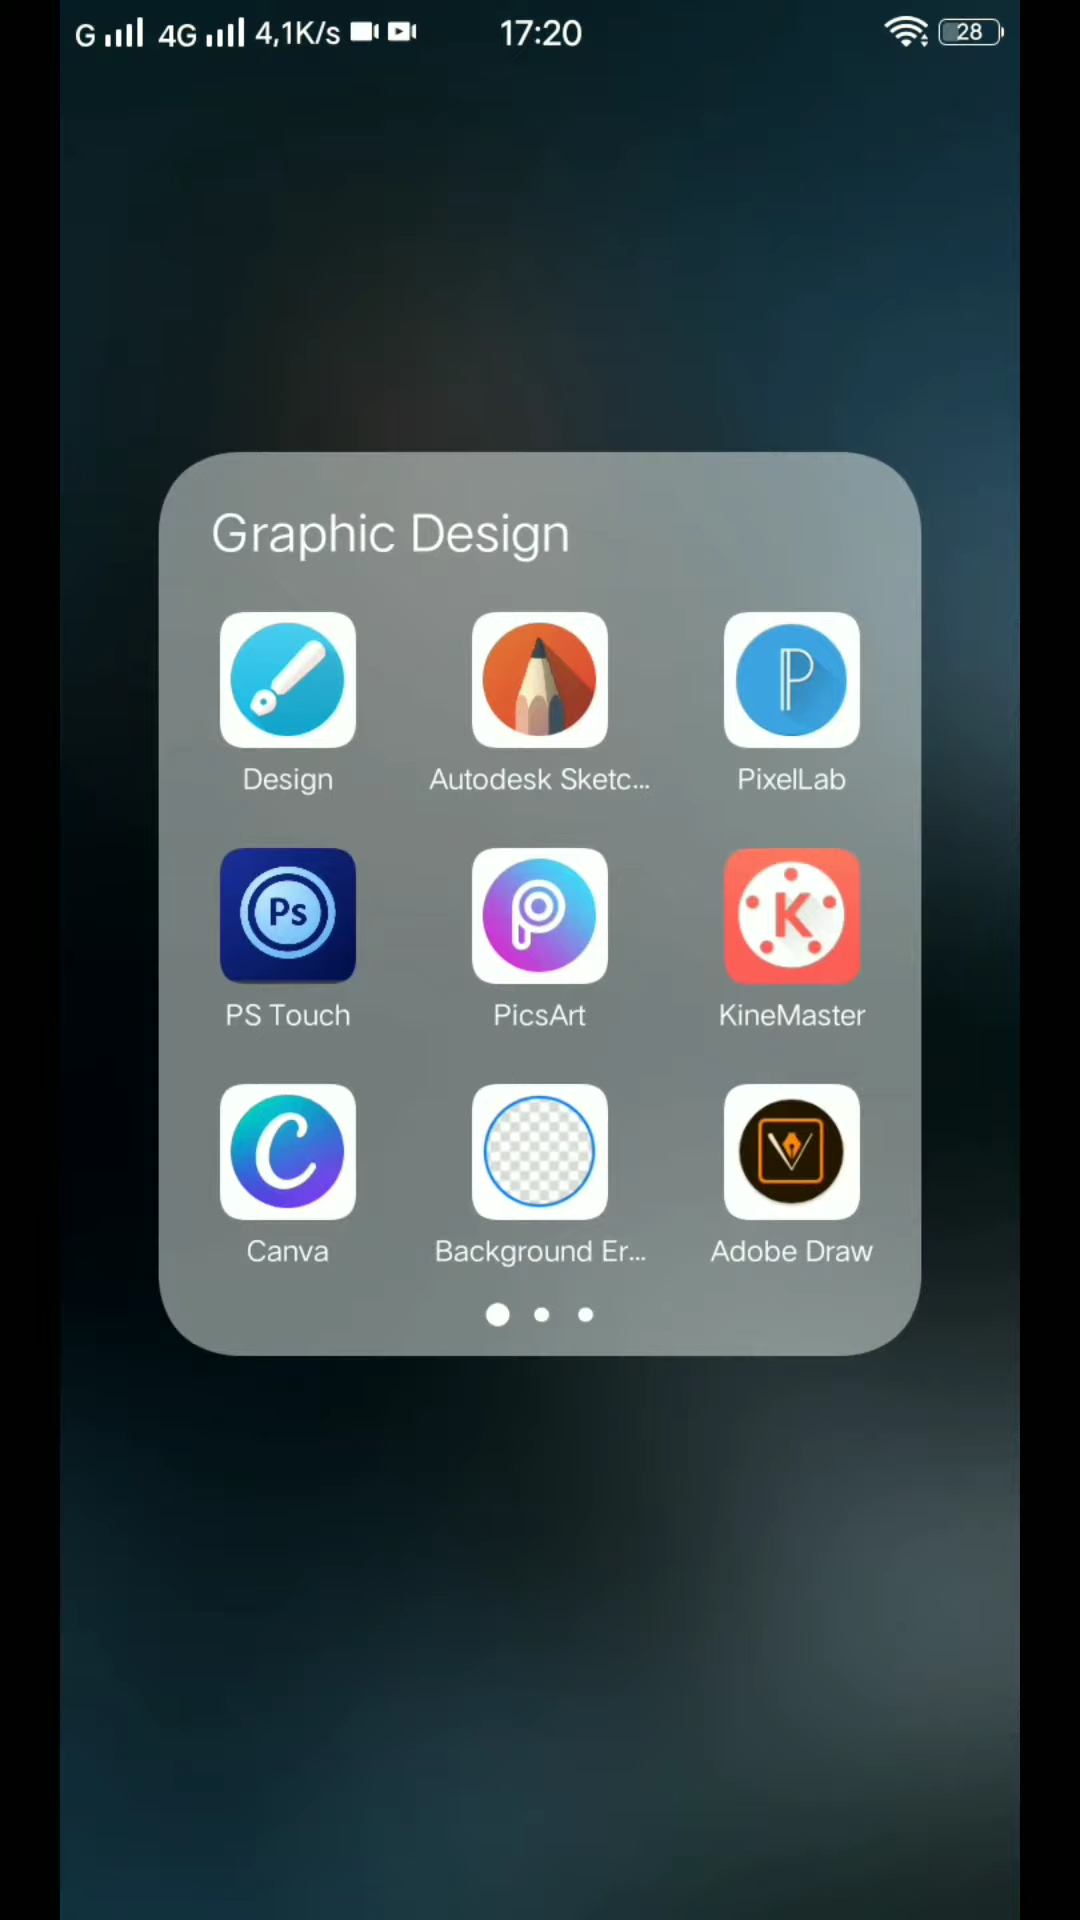 G 4G 4,1K/s 17:20 28
Graphic Design
Design Autodesk Sketc... PixelLab
P
Ps
K
PS Touch PicsArt KineMaster
C
Canva Background Er... Adobe Draw